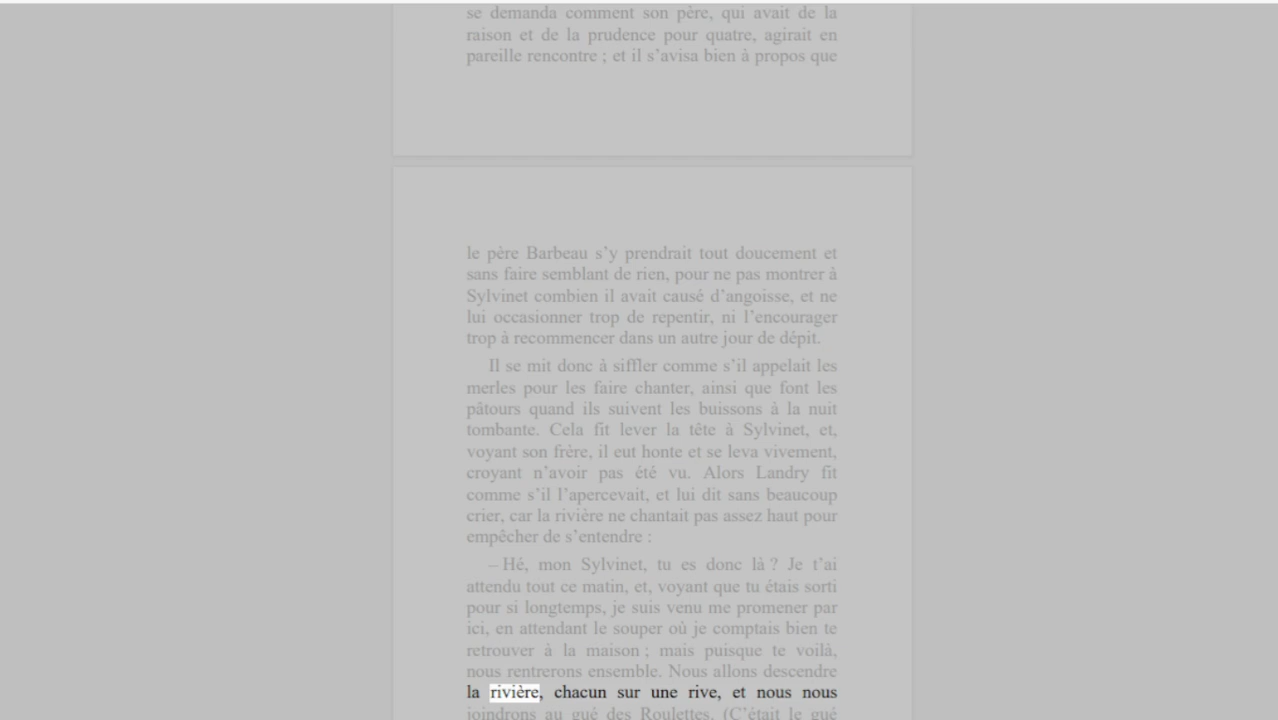 se demanda comment son père, qui avait de la
raison et de la prudence pour quatre, agirait en
pareille rencontre ; et il s’avisa bien à propos que
le père Barbeau s’y prendrait tout doucement et
sans faire semblant de rien, pour ne pas montrer à
Sylvinet combien il avait causé d’angoisse, et ne
lui occasionner trop de repentir, ni l’encourager
trop à recommencer dans un autre jour de dépit.
Il se mit donc à siffler comme s’il appelait les
merles pour les faire chanter, ainsi que font les
pâtours quand ils suivent les buissons à la nuit
tombante. Cela fit lever la tête à Sylvinet, et,
voyant son frère, il eut honte et se leva vivement,
croyant n’avoir pas été vu. Alors Landry fit
comme s’il l’apercevait, et lui dit sans beaucoup
crier, car la rivière ne chantait pas assez haut pour
empêcher de s’entendre :
– Hé, mon Sylvinet, tu es donc là ? Je t’ai
attendu tout ce matin, et, voyant que tu étais sorti
pour si longtemps, je suis venu me promener par
ici, en attendant le souper où je comptais bien te
retrouver à la maison ; mais puisque te voilà,
nous rentrerons ensemble. Nous allons descendre
la rivière, chacun sur une rive, et nous nous
joindrons au gué des Roulettes. (C’était le gué